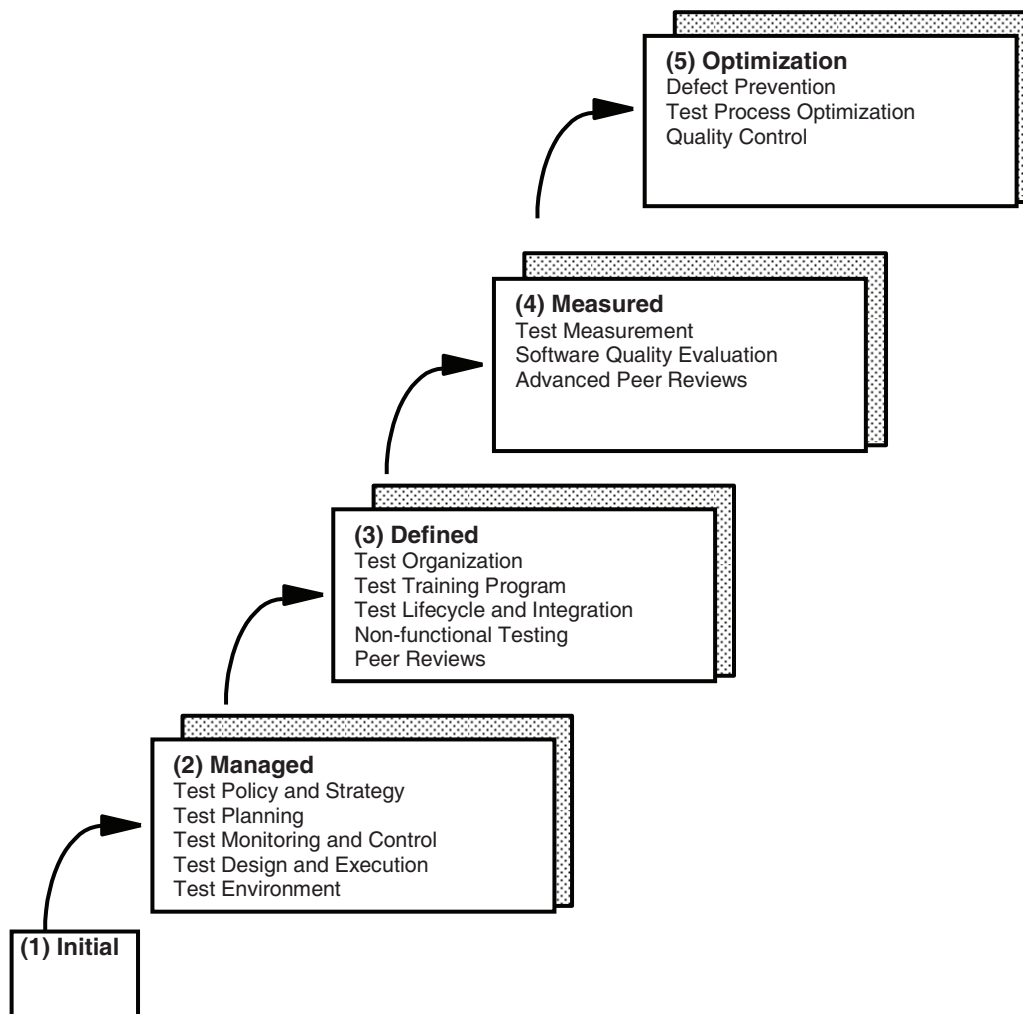 (5) Optimization
Defect Prevention
Test Process Optimization
Quality Control
(4) Measured
Test Measurement
Software Quality Evaluation
Advanced Peer Reviews
(3) Defined
Test Organization
Test Training Program
Test Lifecycle and Integration
Non-functional Testing
Peer Reviews
(2) Managed
Test Policy and Strategy
Test Planning
Test Monitoring and Control
Test Design and Execution
Test Environment
(1) Initial